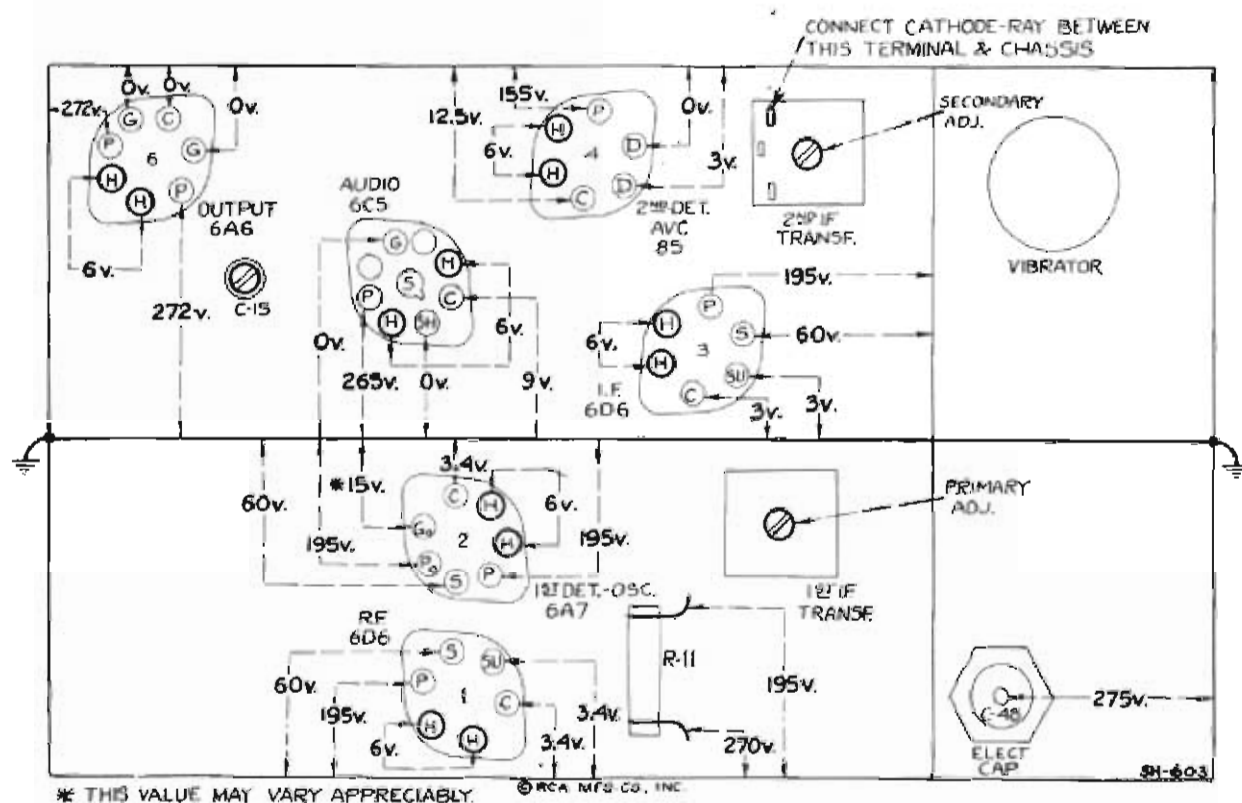 CONNECT CATHODE-RAY BETWEEN
THIS TERMINAL & CHASSIS
0v.
0v.
0v.
272v.
G
C
P
6
G
H
H
P
6v.
OUTPUT
6A6
C-15
272v.
AUDIO
6C5
G
H
S
P
C
H
SH
6v.
0v.
265v.
0v.
9v.
12.5v.
155v.
P
H
6v.
4
D
H
D
C
0v.
3v.
2ND DET.
AVC
85
SECONDARY
ADJ.
2ND IF
TRANSF.
VIBRATOR
195v.
P
H
S
60v.
6v.
3
H
SU
C
I.F.
6D6
3v.
3v.
3.4v.
*15v.
60v.
195v.
C
H
6v.
G₀
2
H
P₀
S
P
195v.
1ST DET.-OSC.
6A7
PRIMARY
ADJ.
1ST IF
TRANSF.
R.F.
6D6
S
SU
P
1
C
H
H
60v.
195v.
6v.
3.4v.
3.4v.
R-11
195v.
270v.
C-48
275v.
ELECT
CAP
SH-603
* THIS VALUE MAY VARY APPRECIABLY.
© RCA MFG. CO., INC.